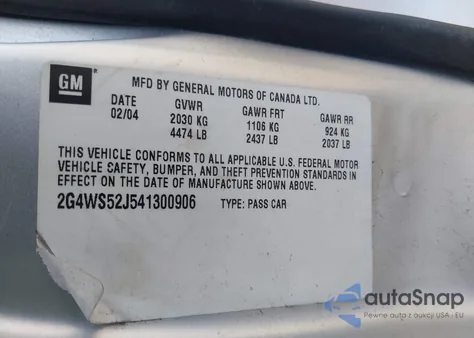 GM
MFD BY GENERAL MOTORS OF CANADA LTD.
DATE GVWR GAWR FRT GAWR RR
02/04 2030 KG 1106 KG 924 KG
4474 LB 2437 LB 2037 LB
THIS VEHICLE CONFORMS TO ALL APPLICABLE U.S. FEDERAL MOTOR
VEHICLE SAFETY, BUMPER, AND THEFT PREVENTION STANDARDS IN
EFFECT ON THE DATE OF MANUFACTURE SHOWN ABOVE.
2G4WS52J541300906 TYPE: PASS CAR
autoSnap
Pewne auta z aukcji USA - EU